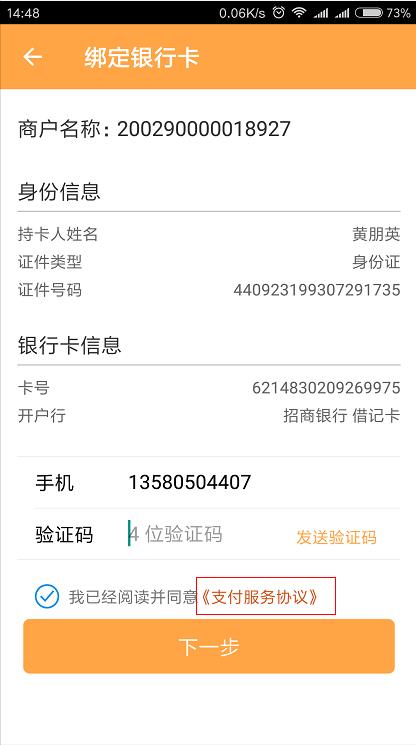 14:48 0.06K/s 73%
绑定银行卡
商户名称：200290000018927
身份信息
持卡人姓名 黄朋英
证件类型 身份证
证件号码 440923199307291735
银行卡信息
卡号 6214830209269975
开户行 招商银行 借记卡
手机 13580504407
验证码 4 位验证码 发送验证码
我已经阅读并同意《支付服务协议》
下一步